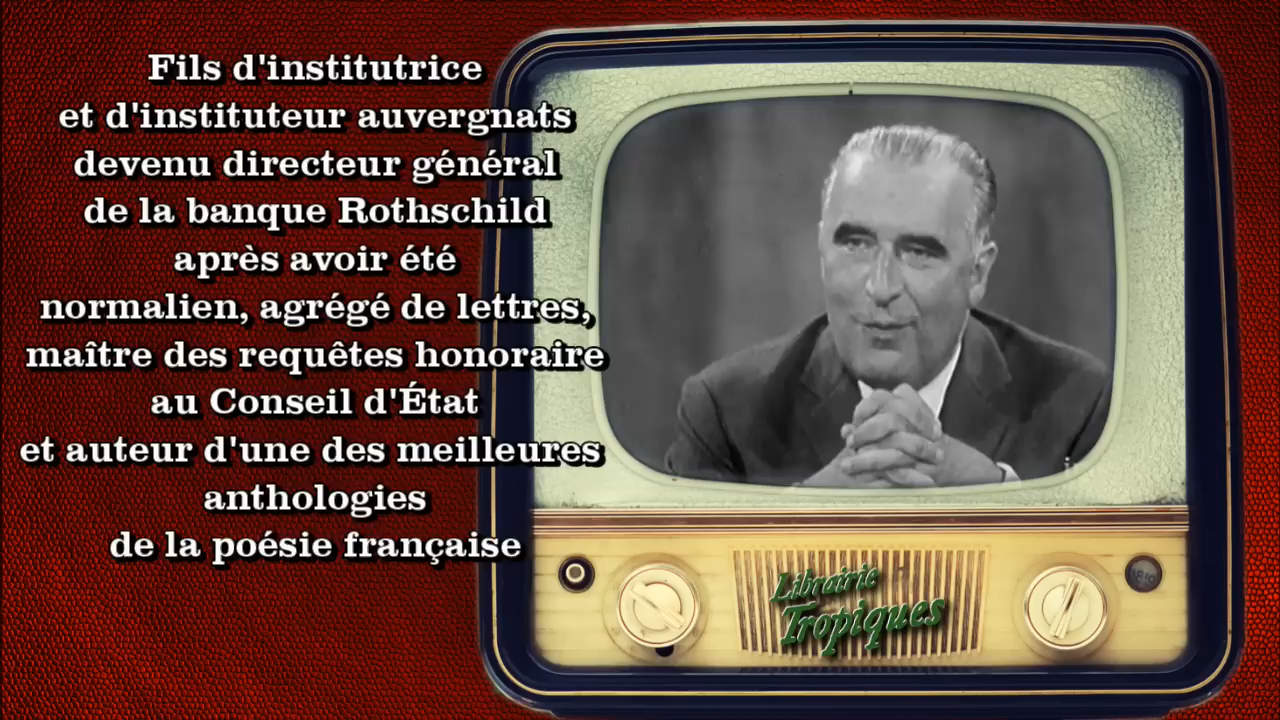 Fils d'institutrice
et d'instituteur auvergnats
devenu directeur général
de la banque Rothschild
après avoir été
normalien, agrégé de lettres,
maître des requêtes honoraire
au Conseil d'État
et auteur d'une des meilleures
anthologies
de la poésie française
Librairie
Tropiques